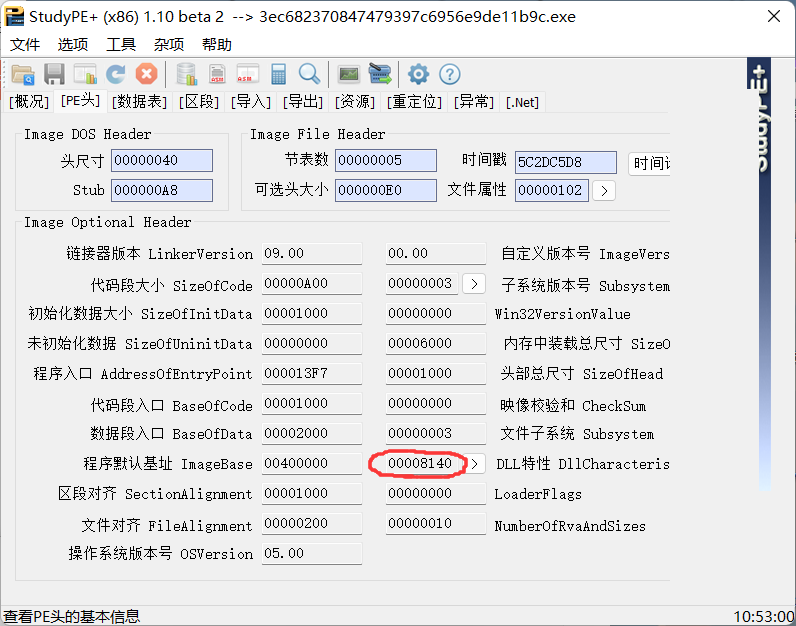 StudyPE+ (x86) 1.10 beta 2 --> 3ec682370847479397c6956e9de11b9c.exe
文件 选项 工具 杂项 帮助
[概况] [PE头] [数据表] [区段] [导入] [导出] [资源] [重定位] [异常] [.Net]
StudyPE+
Image DOS Header
头尺寸 00000040
Stub 000000A8
Image File Header
节表数 00000005 时间戳 5C2DC5D8 时间
可选头大小 000000E0 文件属性 00000102 >
Image Optional Header
链接器版本 LinkerVersion 09.00 00.00 自定义版本号 ImageVers
代码段大小 SizeOfCode 00000A00 00000003 > 子系统版本号 Subsystem
初始化数据大小 SizeOfInitData 00001000 00000000 Win32VersionValue
未初始化数据 SizeOfUninitData 00000000 00006000 内存中装载总尺寸 SizeO
程序入口 AddressOfEntryPoint 000013F7 00001000 头部总尺寸 SizeOfHead
代码段入口 BaseOfCode 00001000 00000000 映像校验和 CheckSum
数据段入口 BaseOfData 00002000 00000003 文件子系统 Subsystem
程序默认基址 ImageBase 00400000 00008140 > DLL特性 DllCharacteris
区段对齐 SectionAlignment 00001000 00000000 LoaderFlags
文件对齐 FileAlignment 00000200 00000010 NumberOfRvaAndSizes
操作系统版本号 OSVersion 05.00
查看PE头的基本信息 10:53:00